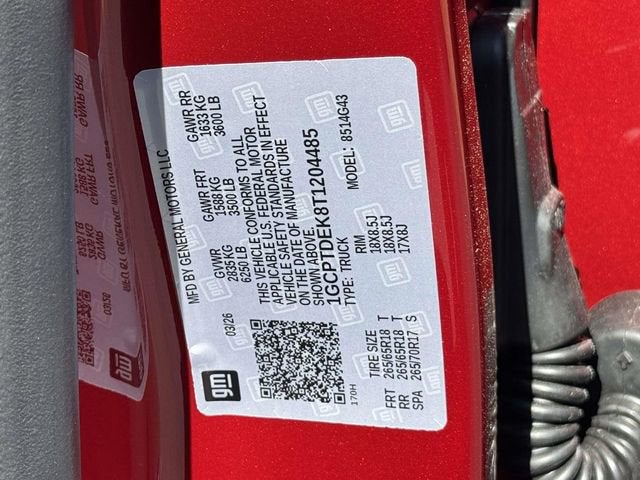 gm
MFD BY GENERAL MOTORS LLC
03/26
GVWR GAWR FRT GAWR RR
2835 KG 1588 KG 1633 KG
6250 LB 3500 LB 3600 LB
THIS VEHICLE CONFORMS TO ALL
APPLICABLE U.S. FEDERAL MOTOR
VEHICLE SAFETY STANDARDS IN EFFECT
ON THE DATE OF MANUFACTURE
SHOWN ABOVE.
1GCPTDEK8T1204485
TYPE: TRUCK MODEL: 8514G43
170H
TIRE SIZE RIM
FRT 265/65R18 T 18X8.5J
RR 265/65R18 T 18X8.5J
SPA 265/70R17 S 17X8J